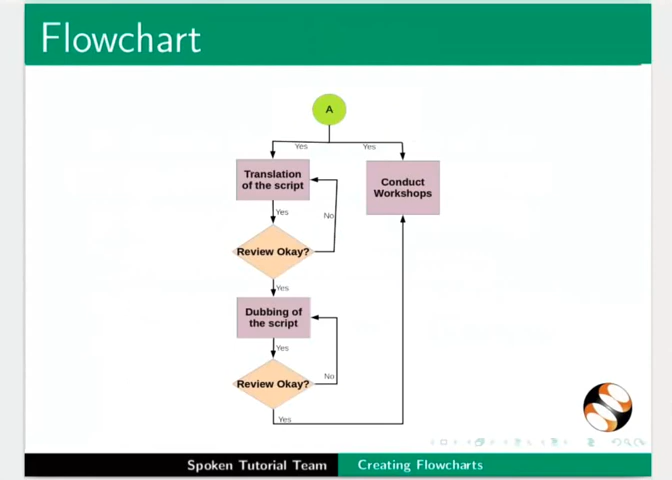 Flowchart
A
Yes
Yes
Translation
of the script
Conduct
Workshops
Yes
No
Review Okay?
Yes
Dubbing of
the script
Yes
No
Review Okay?
Yes
Spoken Tutorial Team
Creating Flowcharts